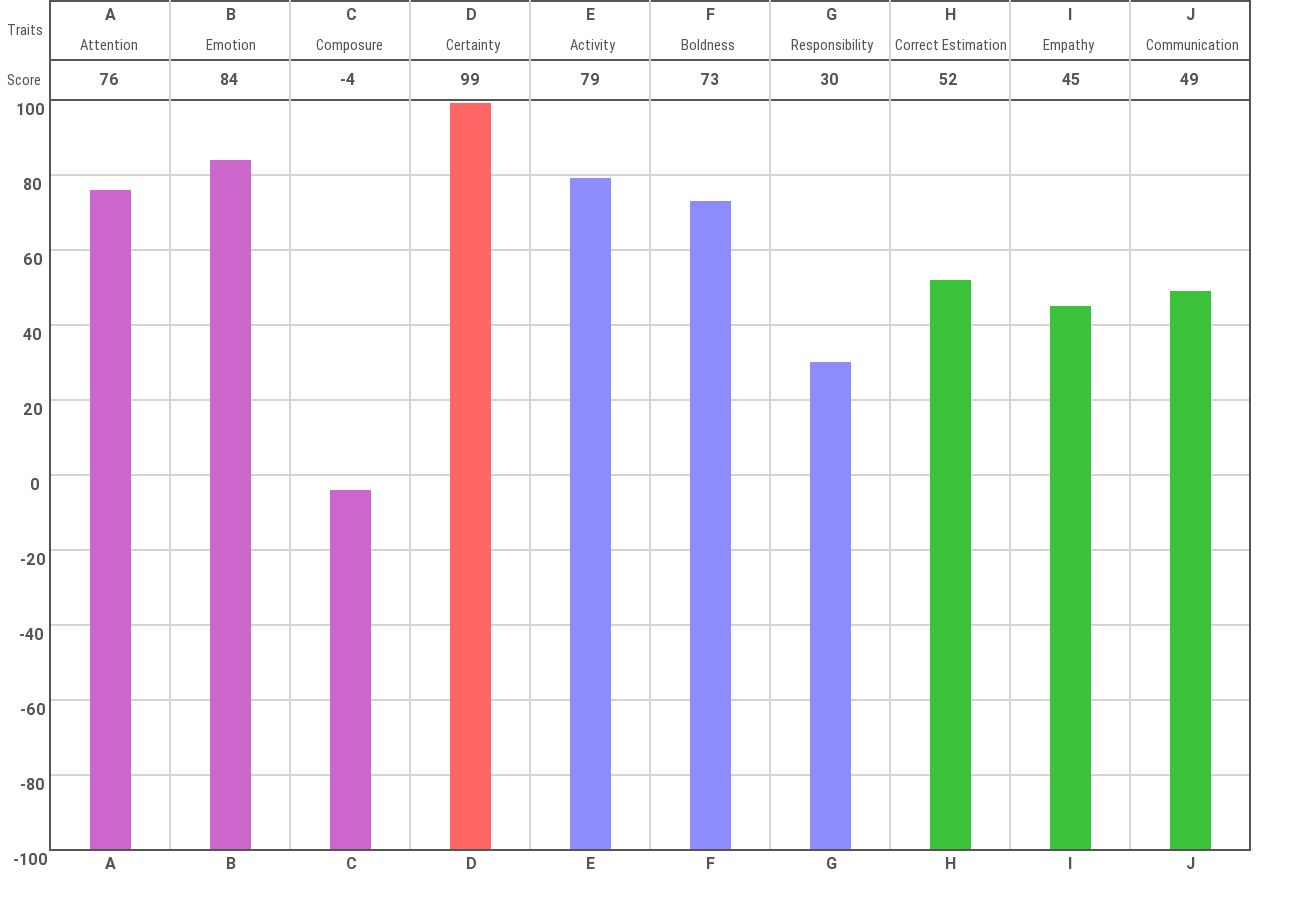 A B C D E F G H I J
Traits
Attention Emotion Composure Certainty Activity Boldness Responsibility Correct Estimation Empathy Communication
Score 76 84 -4 99 79 73 30 52 45 49
100
80
60
40
20
0
-20
-40
-60
-80
-100
A B C D E F G H I J